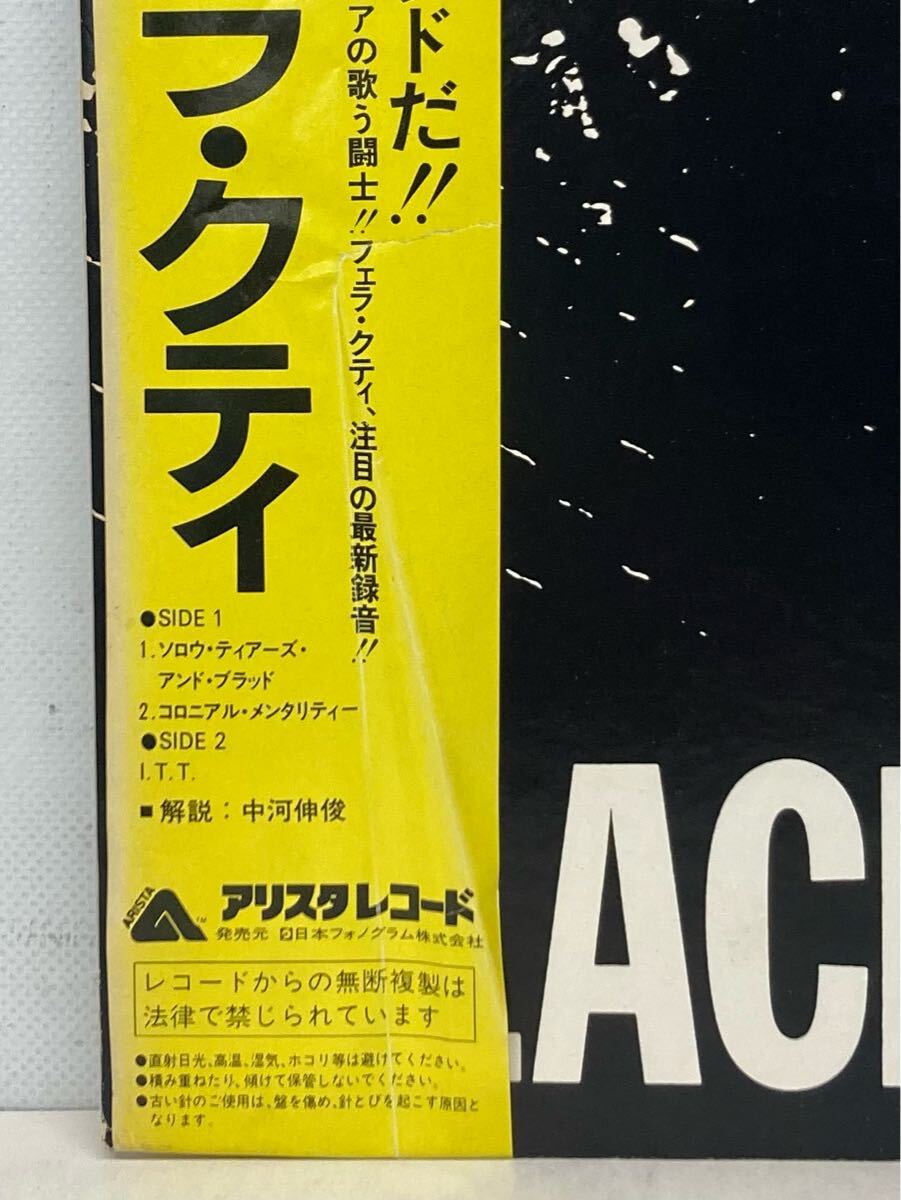 ドだ!!
アの歌う闘士!!フェラ・クティ、注目の最新録音!!
フ・クティ
●SIDE 1
1.ソロウ・ティアーズ・
アンド・ブラッド
2.コロニアル・メンタリティー
●SIDE 2
I.T.T.
■解説：中河伸俊
ARISTA
TM
アリスタレコード
発売元 日本フォノグラム株式会社
レコードからの無断複製は
法律で禁じられています
●直射日光、高温、湿気、ホコリ等は避けてください。
●積み重ねたり、傾けて保管しないでください。
●古い針のご使用は、盤を傷め、針とびを起こす原因と
なります。
LAC